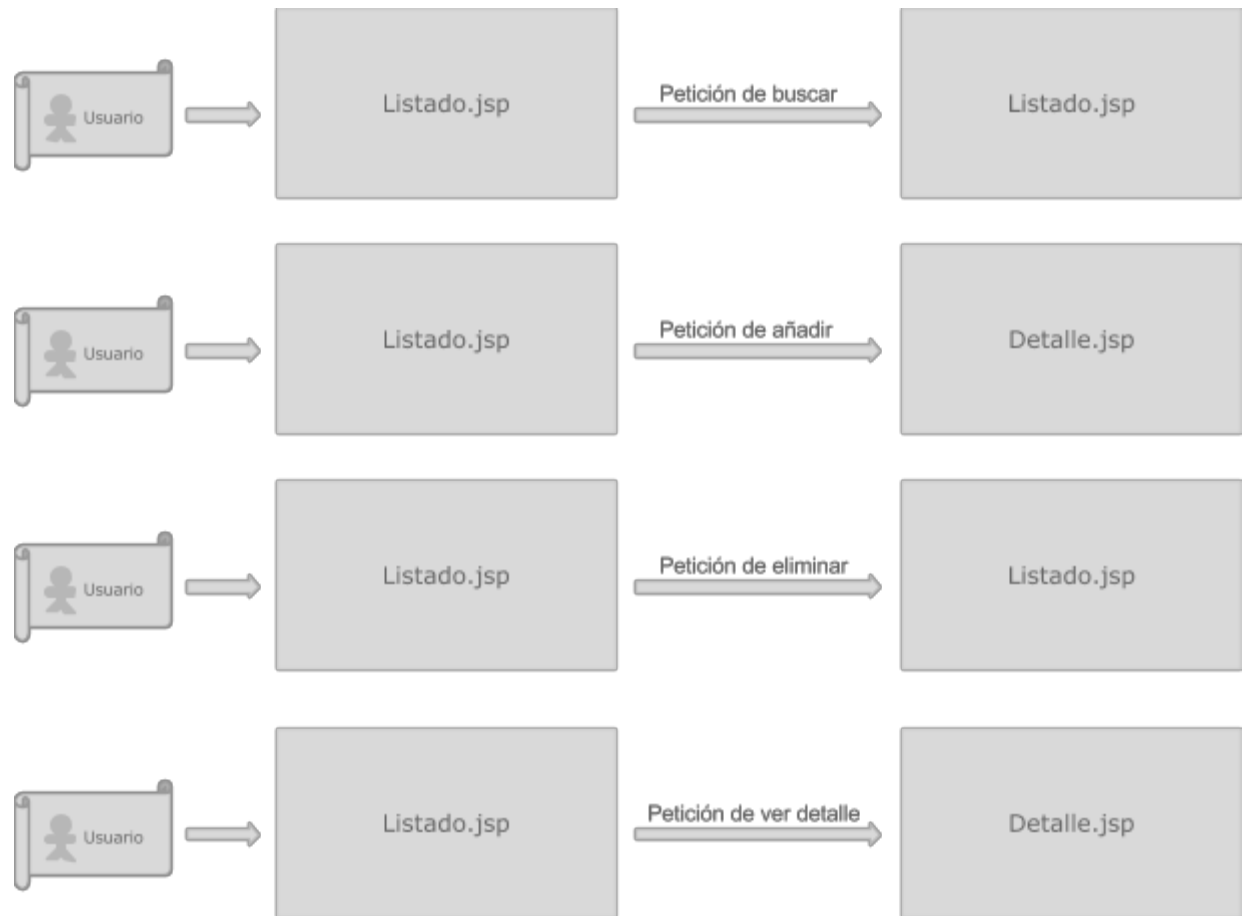 Usuario
Listado.jsp
Petición de buscar
Listado.jsp
Usuario
Listado.jsp
Petición de añadir
Detalle.jsp
Usuario
Listado.jsp
Petición de eliminar
Listado.jsp
Usuario
Listado.jsp
Petición de ver detalle
Detalle.jsp